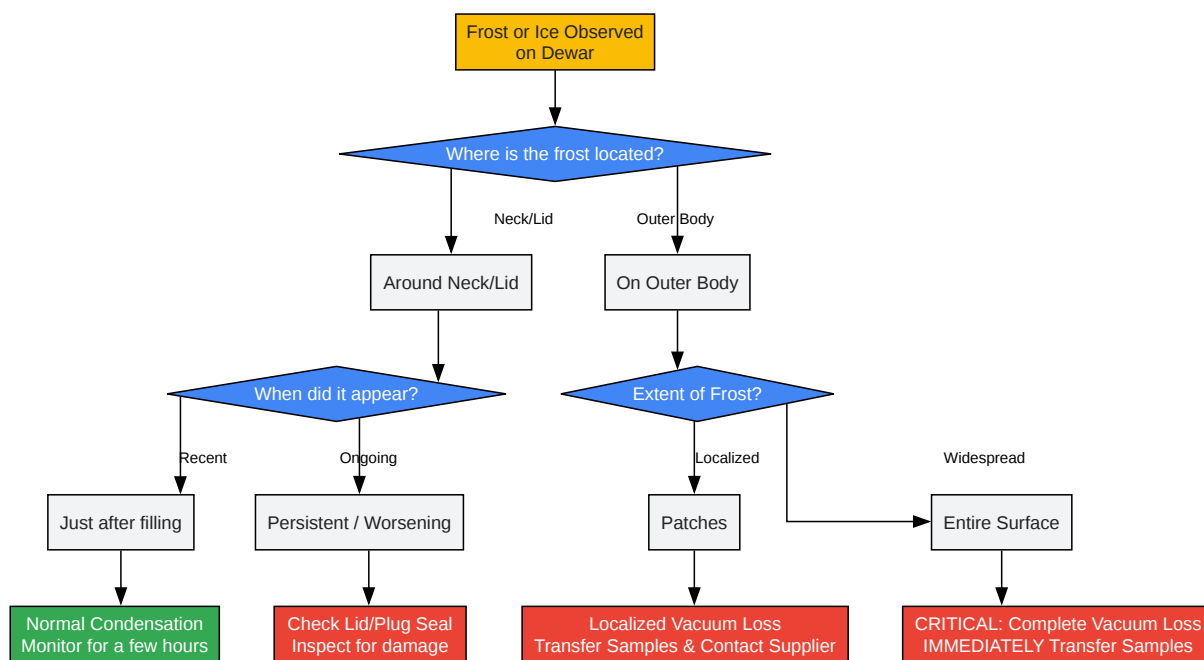 Frost or Ice Observed
on Dewar
Where is the frost located?
Neck/Lid
Outer Body
Around Neck/Lid
On Outer Body
When did it appear?
Extent of Frost?
Recent
Ongoing
Localized
Widespread
Just after filling
Persistent / Worsening
Patches
Entire Surface
Normal Condensation
Monitor for a few hours
Check Lid/Plug Seal
Inspect for damage
Localized Vacuum Loss
Transfer Samples & Contact Supplier
CRITICAL: Complete Vacuum Loss
IMMEDIATELY Transfer Samples